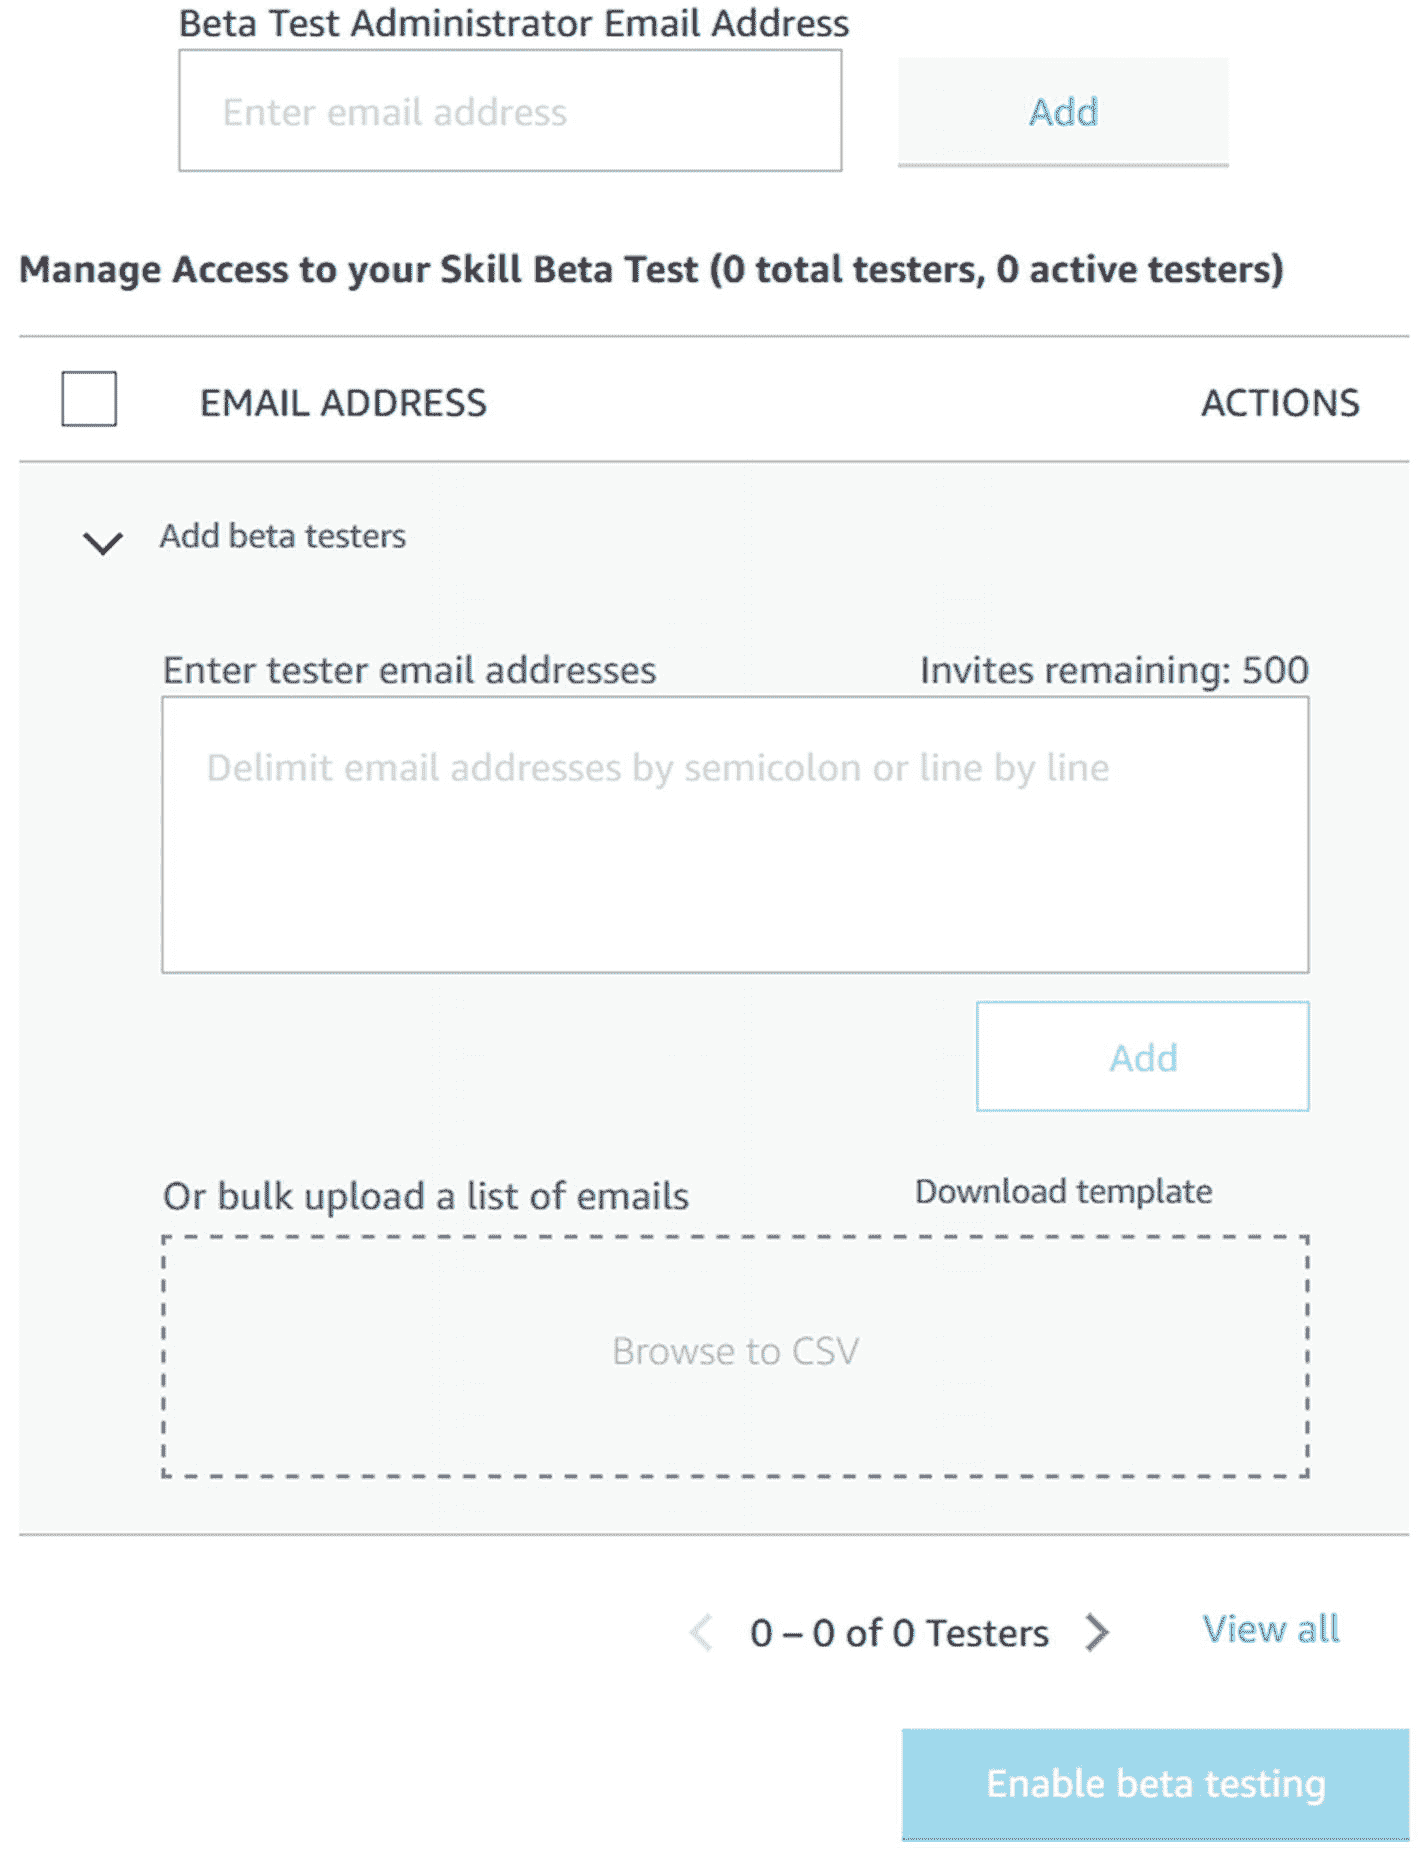 Beta Test Administrator Email Address
Enter email address
Add
Manage Access to your Skill Beta Test (0 total testers, 0 active testers)
EMAIL ADDRESS ACTIONS
Add beta testers
Enter tester email addresses Invites remaining: 500
Delimit email addresses by semicolon or line by line
Add
Or bulk upload a list of emails Download template
Browse to CSV
0 – 0 of 0 Testers View all
Enable beta testing